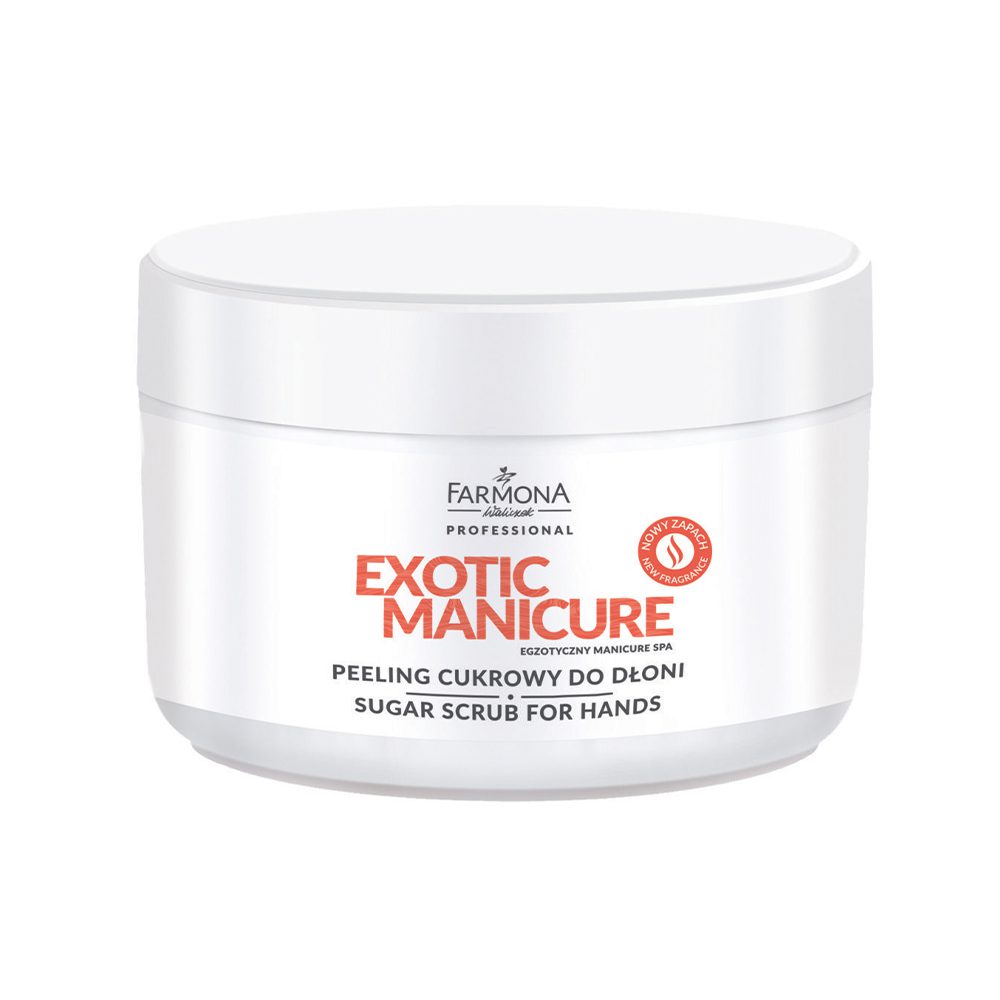 FARMONA
Waliczek
PROFESSIONAL
EXOTIC
MANICURE
EGZOTYCZNY MANICURE SPA
PEELING CUKROWY DO DŁONI
SUGAR SCRUB FOR HANDS
NOWY ZAPACH
NEW FRAGRANCE